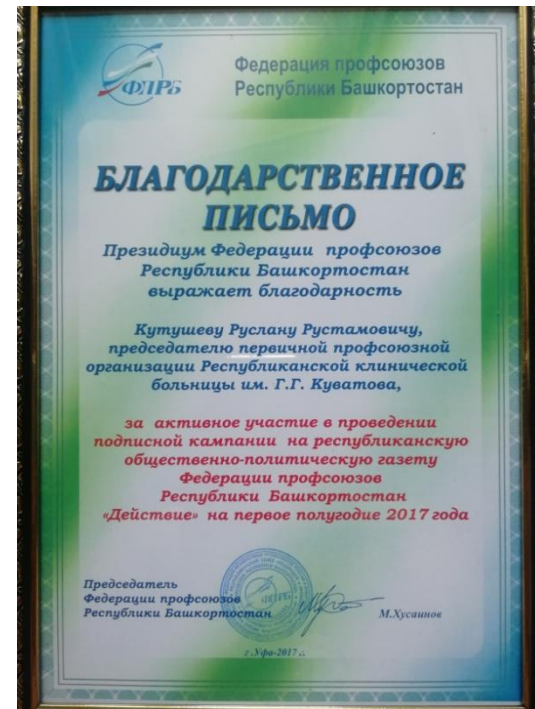 ФПРБ
Федерация профсоюзов
Республики Башкортостан
БЛАГОДАРСТВЕННОЕ
ПИСЬМО
Президиум Федерации профсоюзов
Республики Башкортостан
выражает благодарность
Кутушеву Руслану Рустамовичу,
председателю первичной профсоюзной
организации Республиканской клинической
больницы им. Г.Г. Куватова,
за активное участие в проведении
подписной кампании на республиканскую
общественно-политическую газету
Федерации профсоюзов
Республики Башкортостан
«Действие» на первое полугодие 2017 года
Председатель
Федерации профсоюзов
Республики Башкортостан
М.Хусаинов
г.Уфа-2017 г.